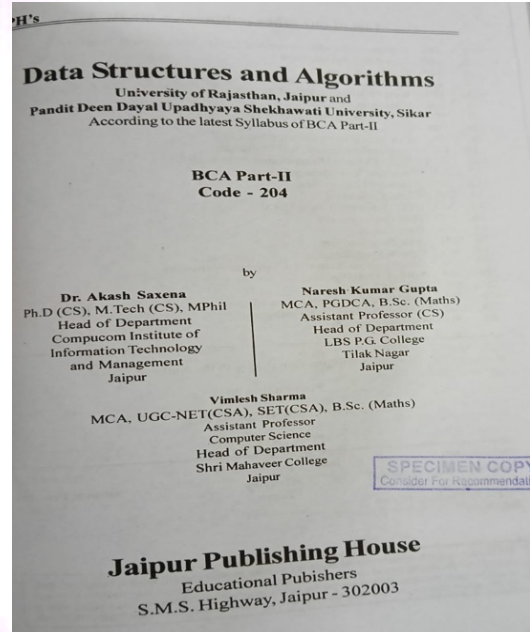 PH's
Data Structures and Algorithms
University of Rajasthan, Jaipur and
Pandit Deen Dayal Upadhyaya Shekhawati University, Sikar
According to the latest Syllabus of BCA Part-II
BCA Part-II
Code - 204
by
Dr. Akash Saxena
Ph.D (CS), M.Tech (CS), MPhil
Head of Department
Compucom Institute of
Information Technology
and Management
Jaipur
Naresh Kumar Gupta
MCA, PGDCA, B.Sc. (Maths)
Assistant Professor (CS)
Head of Department
LBS P.G. College
Tilak Nagar
Jaipur
Vimlesh Sharma
MCA, UGC-NET(CSA), SET(CSA), B.Sc. (Maths)
Assistant Professor
Computer Science
Head of Department
Shri Mahaveer College
Jaipur
SPECIMEN COPY
Consider For Recommendati
Jaipur Publishing House
Educational Pubishers
S.M.S. Highway, Jaipur - 302003